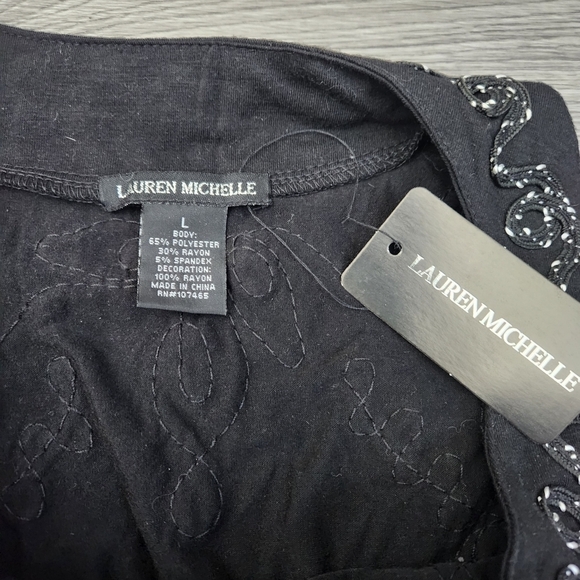 LAUREN MICHELLE
L
BODY:
65% POLYESTER
30% RAYON
5% SPANDEX
DECORATION:
100% RAYON
MADE IN CHINA
RN#107465
LAUREN MICHELLE